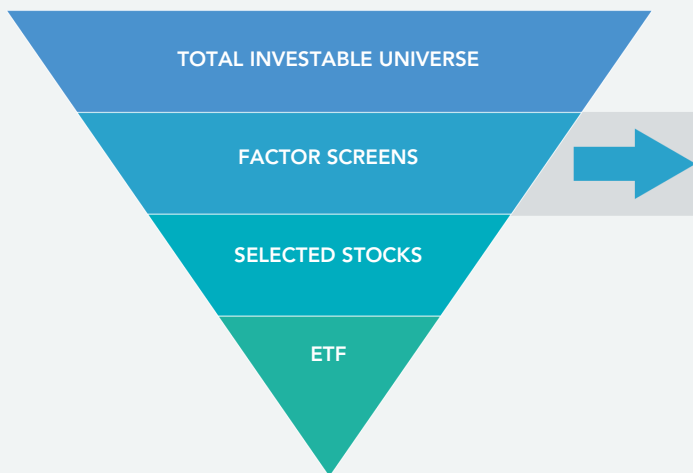 TOTAL INVESTABLE UNIVERSE
FACTOR SCREENS
SELECTED STOCKS
ETF